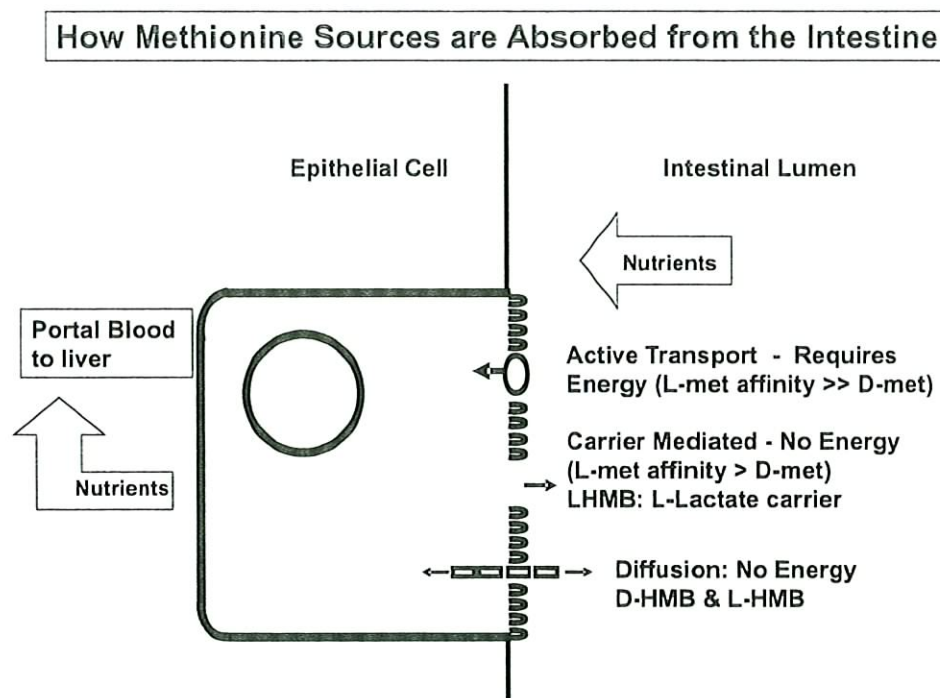 How Methionine Sources are Absorbed from the Intestine
Epithelial Cell
Intestinal Lumen
Nutrients
Portal Blood
to liver
Nutrients
Active Transport - Requires
Energy (L-met affinity >> D-met)
Carrier Mediated - No Energy
(L-met affinity > D-met)
LHMB: L-Lactate carrier
Diffusion: No Energy
D-HMB & L-HMB